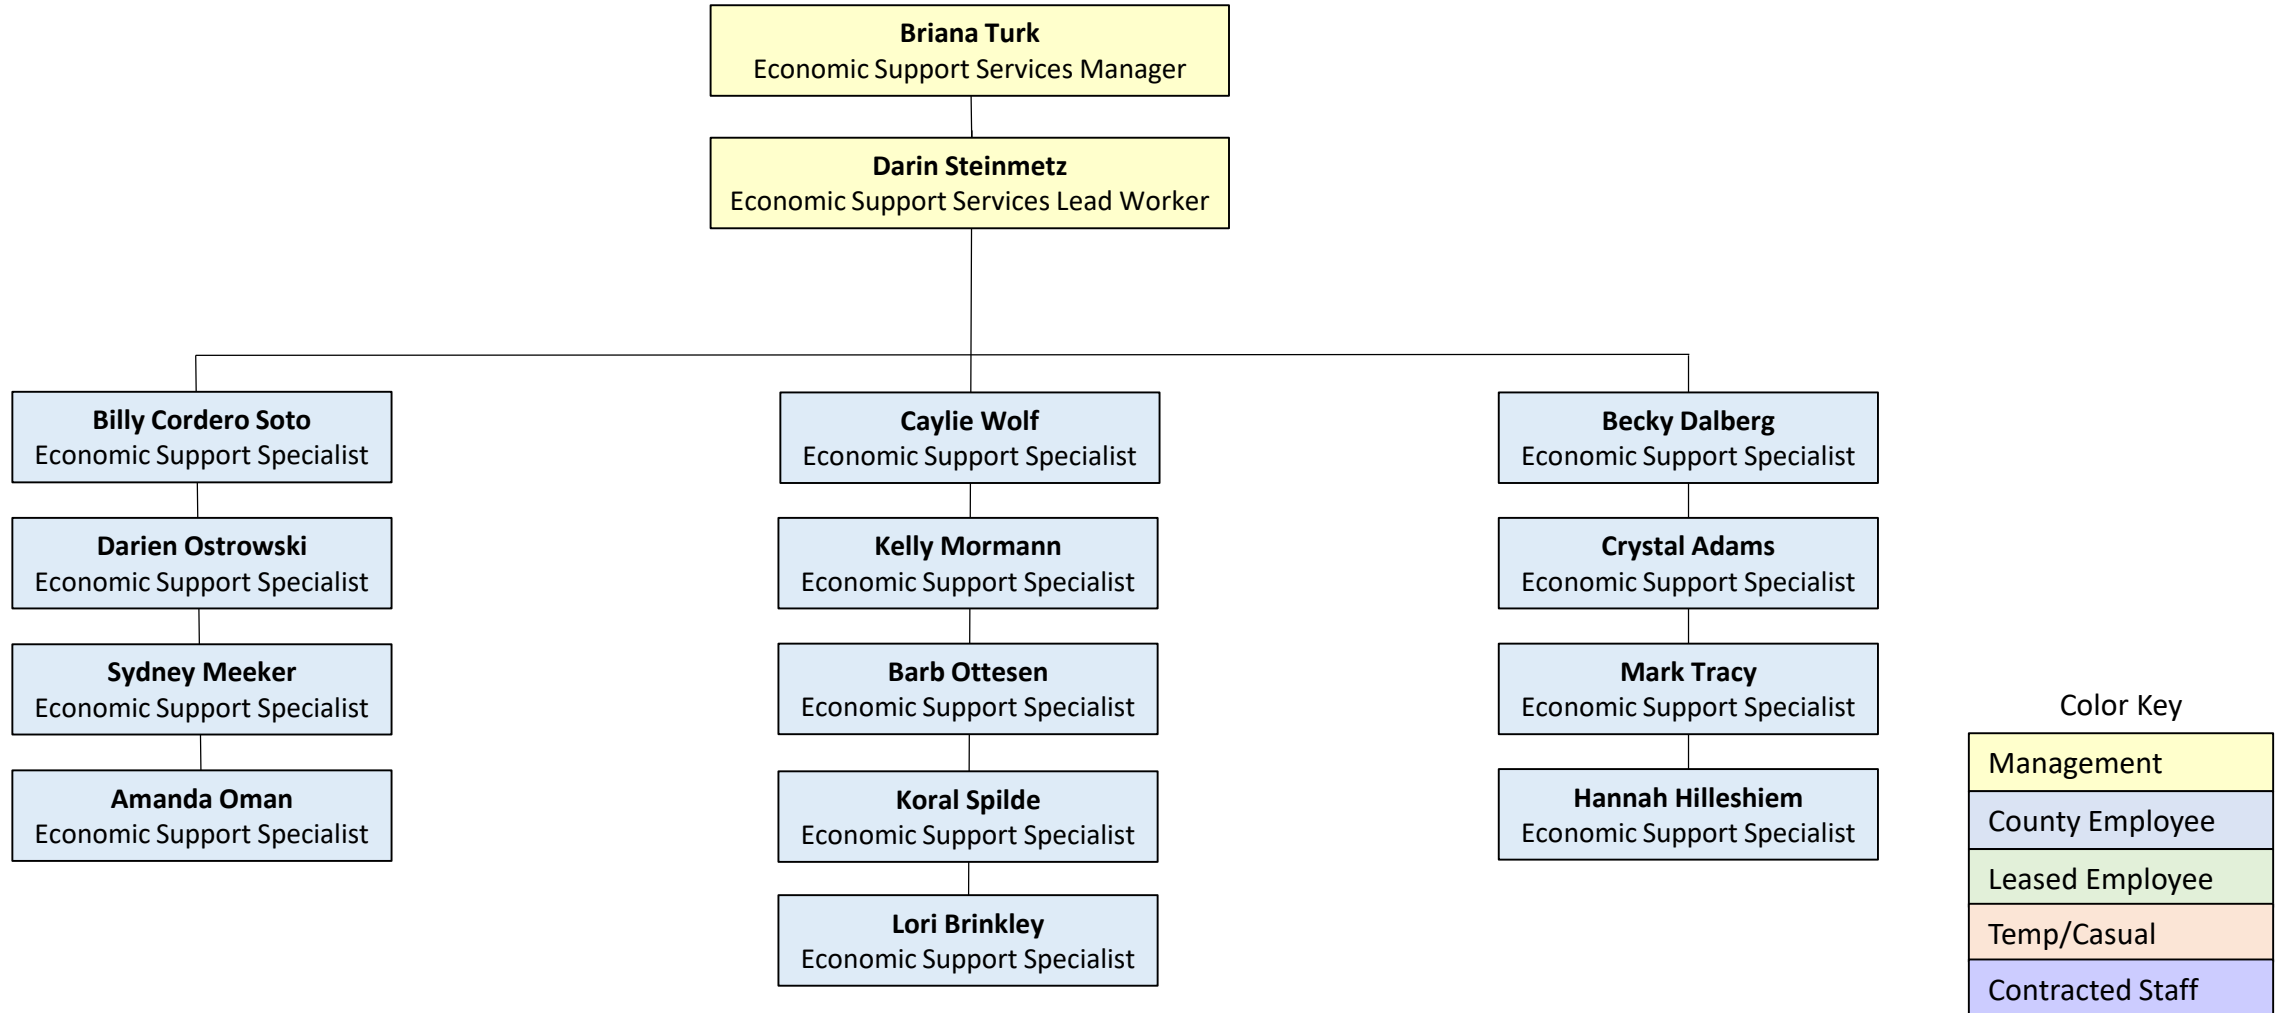 Briana Turk
Economic Support Services Manager
Darin Steinmetz
Economic Support Services Lead Worker
Billy Cordero Soto
Economic Support Specialist
Darien Ostrowski
Economic Support Specialist
Sydney Meeker
Economic Support Specialist
Amanda Oman
Economic Support Specialist
Caylie Wolf
Economic Support Specialist
Kelly Mormann
Economic Support Specialist
Barb Ottesen
Economic Support Specialist
Koral Spilde
Economic Support Specialist
Lori Brinkley
Economic Support Specialist
Becky Dalberg
Economic Support Specialist
Crystal Adams
Economic Support Specialist
Mark Tracy
Economic Support Specialist
Hannah Hilleshiem
Economic Support Specialist
Color Key
Management
County Employee
Leased Employee
Temp/Casual
Contracted Staff